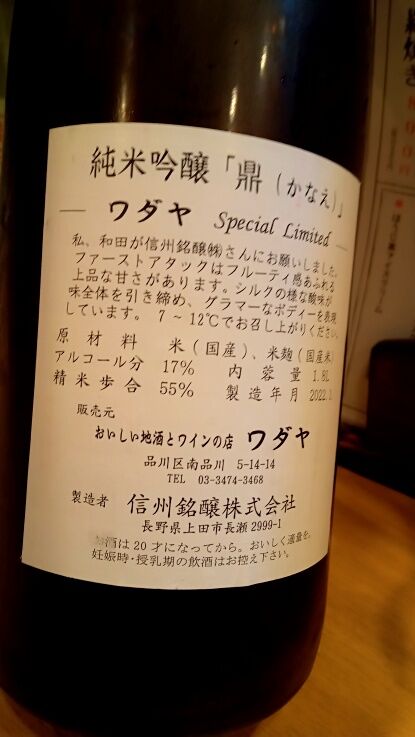 純米吟醸「鼎（かなえ）」
ワダヤ Special Limited
私、和田が信州銘醸㈱さんにお願いしました。
ファーストアタックはフルーティ感あふれる
上品な甘さがあります。シルクの様な酸味が
味全体を引き締め、グラマーなボディーを表現
しています。 7 ～ 12℃でお召し上がりください。
原材料 米（国産）、米麹（国産米）
アルコール分 17% 内容量 1.8L
精米歩合 55% 製造年月 2022.1
販売元
おいしい地酒とワインの店 ワダヤ
品川区南品川 5-14-14
TEL 03-3474-3468
製造者 信州銘醸株式会社
長野県上田市長瀬 2999-1
お酒は 20 才になってから。おいしく適量を。
妊娠時・授乳期の飲酒はお控え下さい。